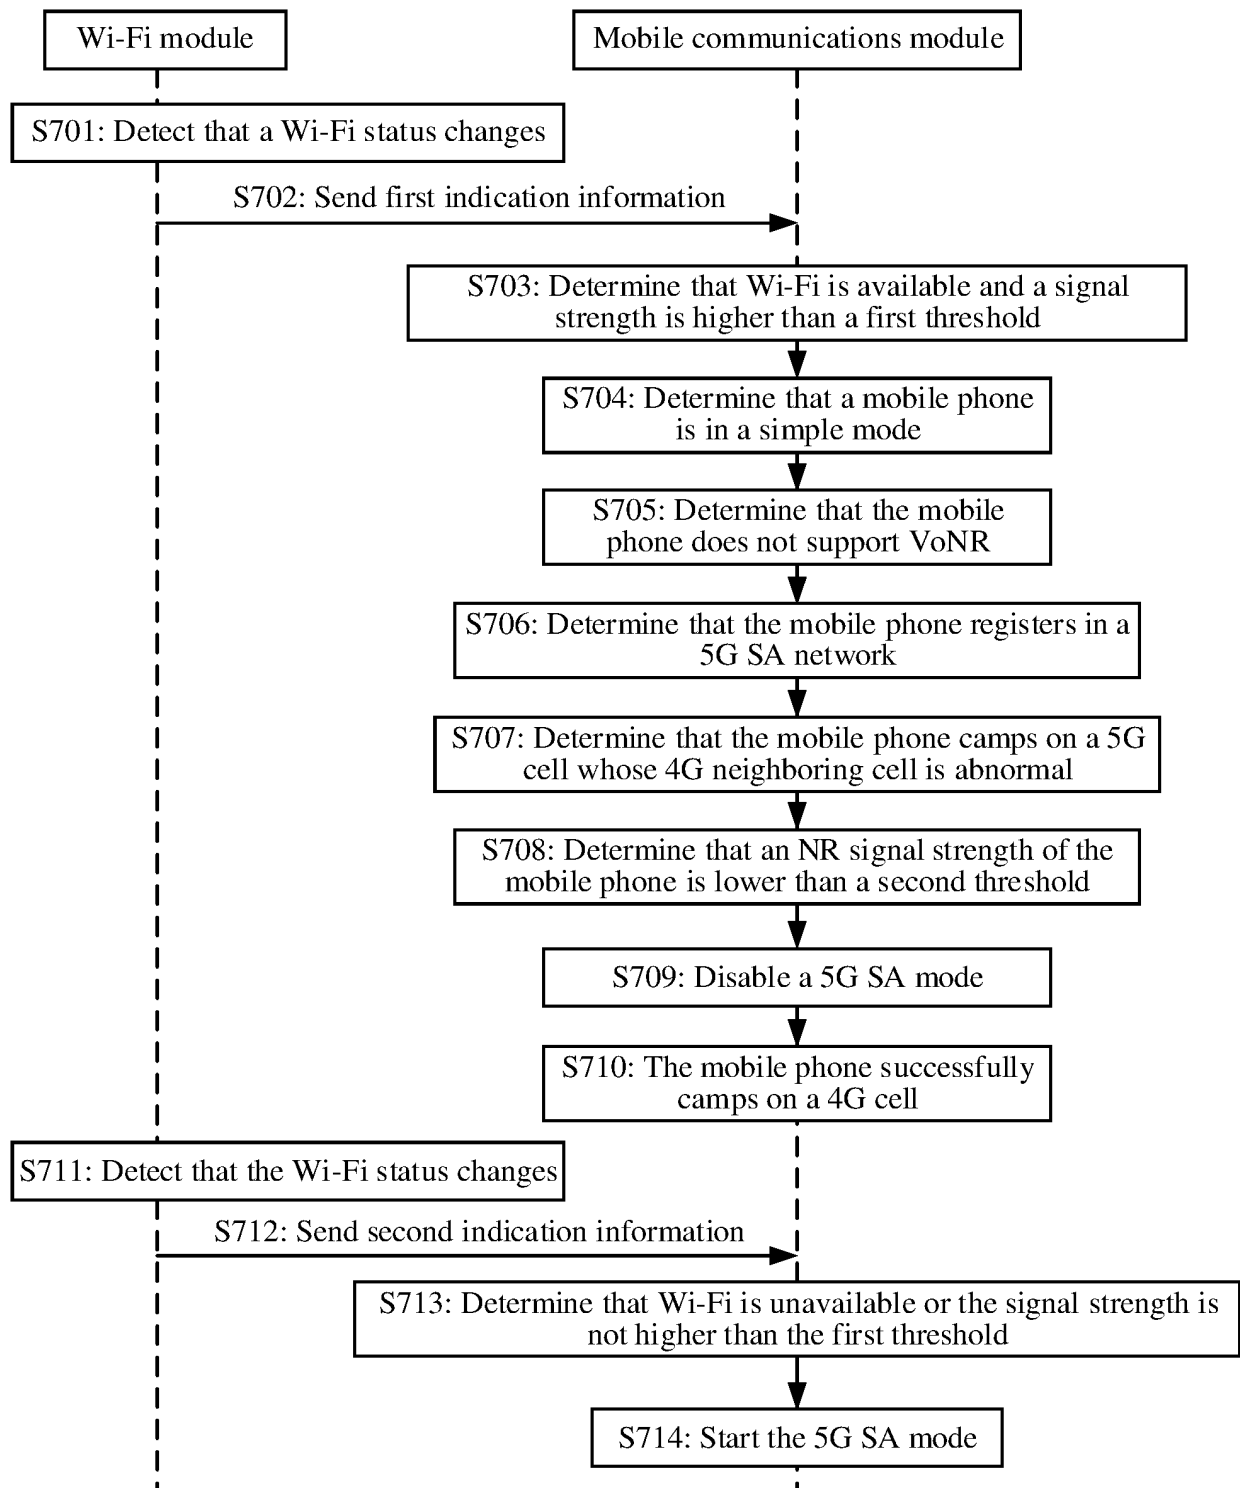 Wi-Fi module
Mobile communications module
S701: Detect that a Wi-Fi status changes
S702: Send first indication information
S703: Determine that Wi-Fi is available and a signal
strength is higher than a first threshold
S704: Determine that a mobile phone
is in a simple mode
S705: Determine that the mobile
phone does not support VoNR
S706: Determine that the mobile phone registers in a
5G SA network
S707: Determine that the mobile phone camps on a 5G
cell whose 4G neighboring cell is abnormal
S708: Determine that an NR signal strength of the
mobile phone is lower than a second threshold
S709: Disable a 5G SA mode
S710: The mobile phone successfully
camps on a 4G cell
S711: Detect that the Wi-Fi status changes
S712: Send second indication information
S713: Determine that Wi-Fi is unavailable or the signal strength is
not higher than the first threshold
S714: Start the 5G SA mode